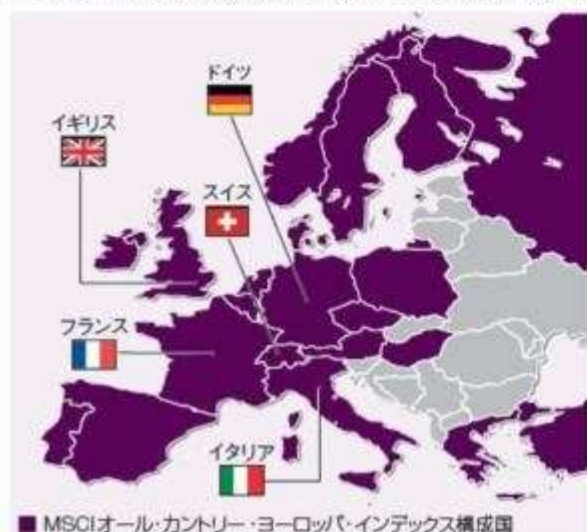 ドイツ
イギリス
スイス
フランス
イタリア
■ MSCIオール・カントリー・ヨーロッパ・インデックス構成国